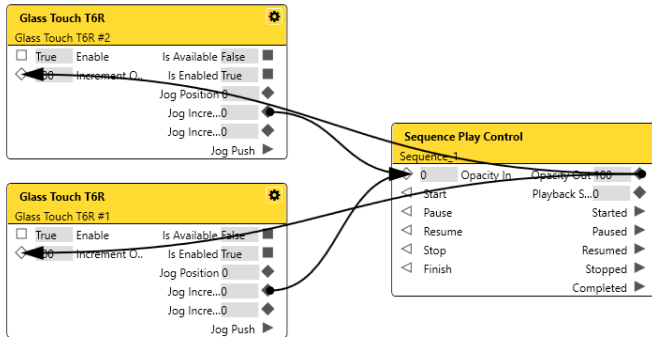 Glass Touch T6R
Glass Touch T6R #2
True Enable Is Available False
Increment O.. Is Enabled True
Jog Position 0
Jog Incre...0
Jog Incre...0
Jog Push
Sequence Play Control
Sequence_1
0 Opacity In Opacity Out 100
Start Playback S...0
Pause Started
Resume Paused
Stop Resumed
Finish Stopped
Completed
Glass Touch T6R
Glass Touch T6R #1
True Enable Is Available False
Increment O.. Is Enabled True
Jog Position 0
Jog Incre...0
Jog Incre...0
Jog Push